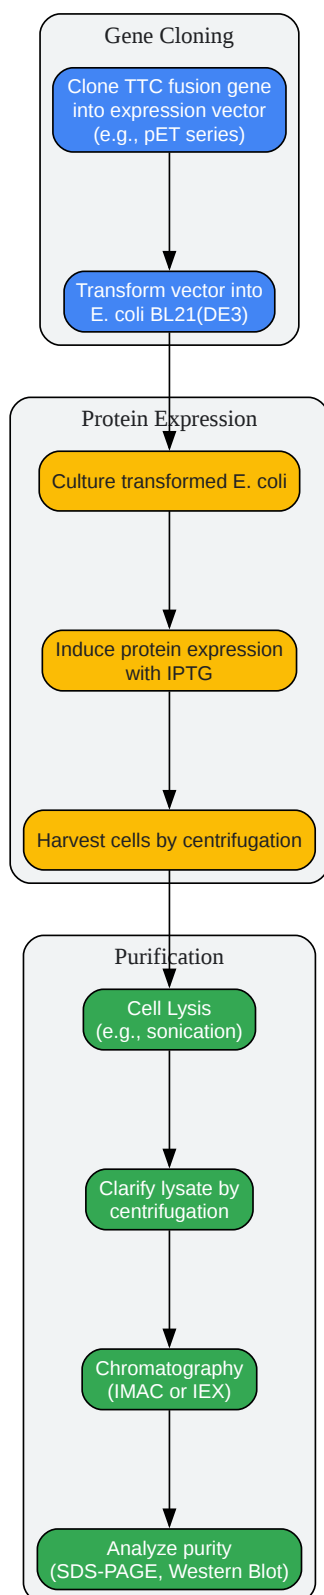 Gene Cloning
Clone TTC fusion gene
into expression vector
(e.g., pET series)
Transform vector into
E. coli BL21(DE3)
Protein Expression
Culture transformed E. coli
Induce protein expression
with IPTG
Harvest cells by centrifugation
Purification
Cell Lysis
(e.g., sonication)
Clarify lysate by
centrifugation
Chromatography
(IMAC or IEX)
Analyze purity
(SDS-PAGE, Western Blot)